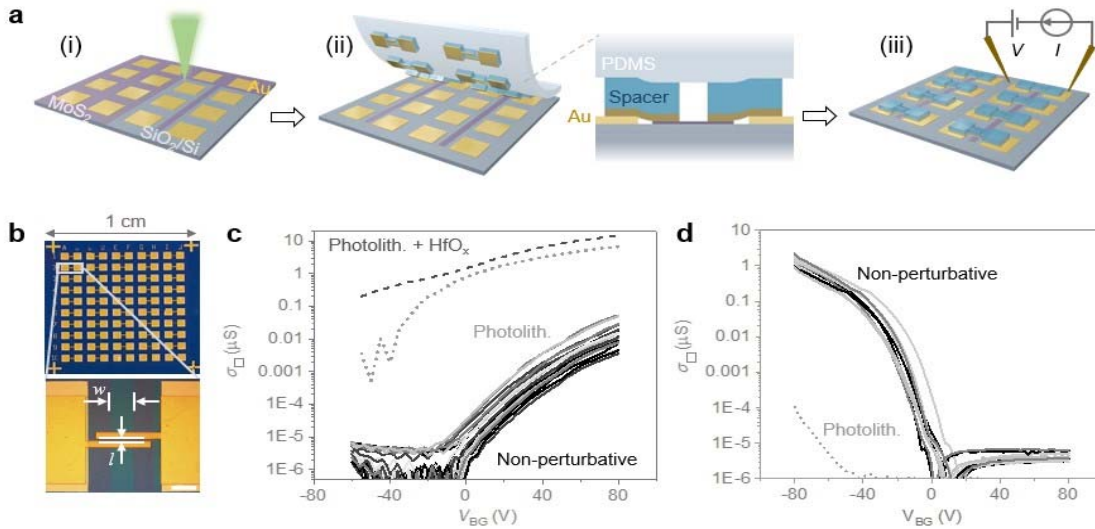 a
(i)
(ii)
(iii)
V
I
PDMS
Spacer
Au
Au
MoS2
SiO2/Si
b
1 cm
w
l
c
Photolith. + HfOx
Photolith.
Non-perturbative
σ□ (μS)
10
1
0.1
0.01
0.001
1E-4
1E-5
1E-6
-80
-40
0
40
80
VBG (V)
d
Non-perturbative
Photolith.
σ□ (μS)
10
1
0.1
0.01
0.001
1E-4
1E-5
1E-6
-80
-40
0
40
80
VBG (V)